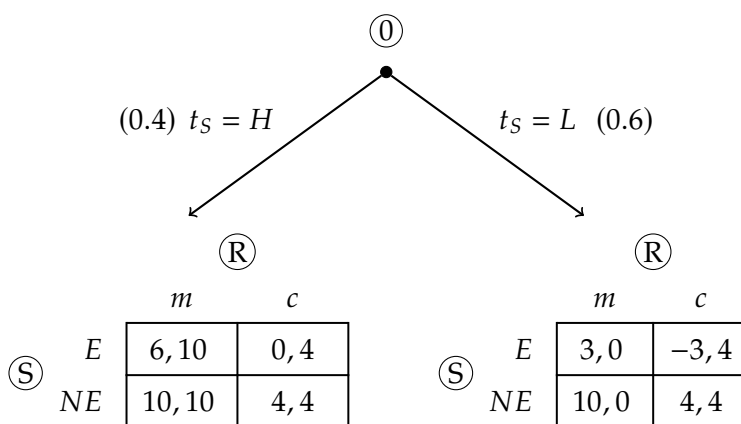 0
(0.4) t_S = H
t_S = L (0.6)
R
R
m c
m c
S
E 6, 10 0, 4
NE 10, 10 4, 4
S
E 3, 0 −3, 4
NE 10, 0 4, 4